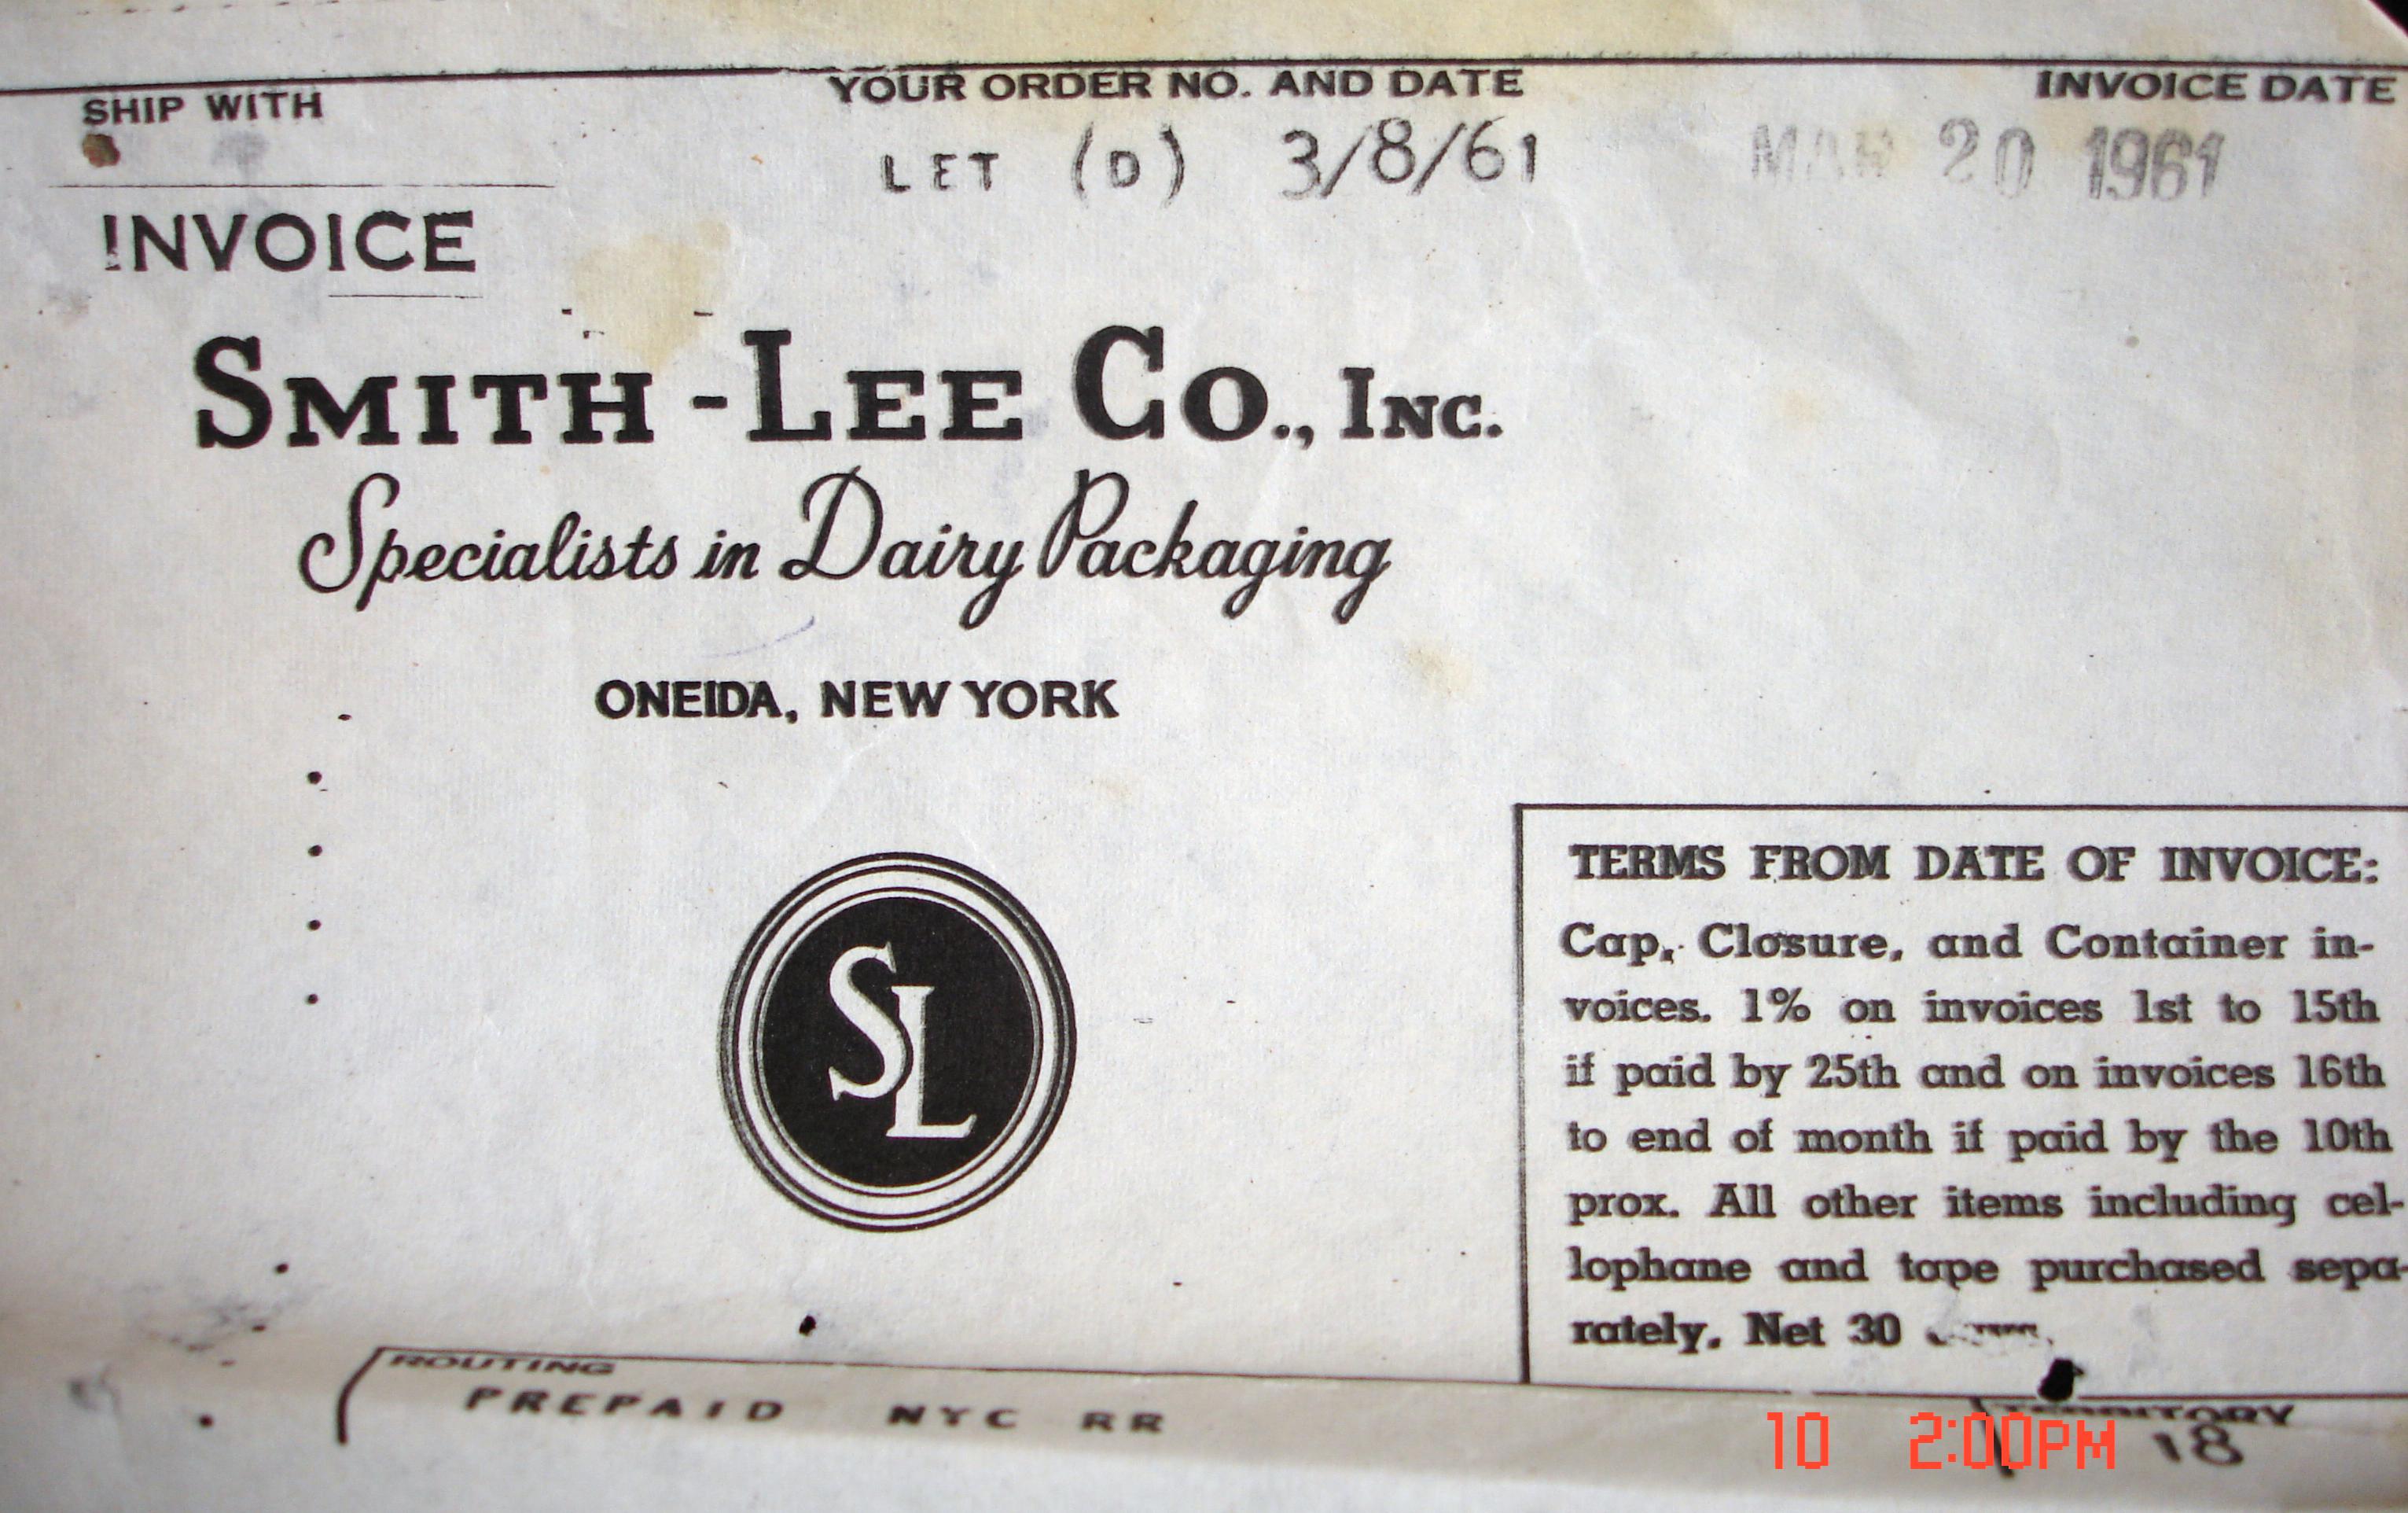 SHIP WITH YOUR ORDER NO. AND DATE INVOICE DATE
LET (D) 3/8/61 MAR 20 1961
INVOICE
SMITH-LEE CO., INC.
Specialists in Dairy Packaging
ONEIDA, NEW YORK
SL
TERMS FROM DATE OF INVOICE:
Cap, Closure, and Container in-
voices. 1% on invoices 1st to 15th
if paid by 25th and on invoices 16th
to end of month if paid by the 10th
prox. All other items including cel-
lophane and tape purchased sepa-
rately, Net 30
ROUTING
PREPAID NYC RR
TERRITORY
18
10 2:00PM